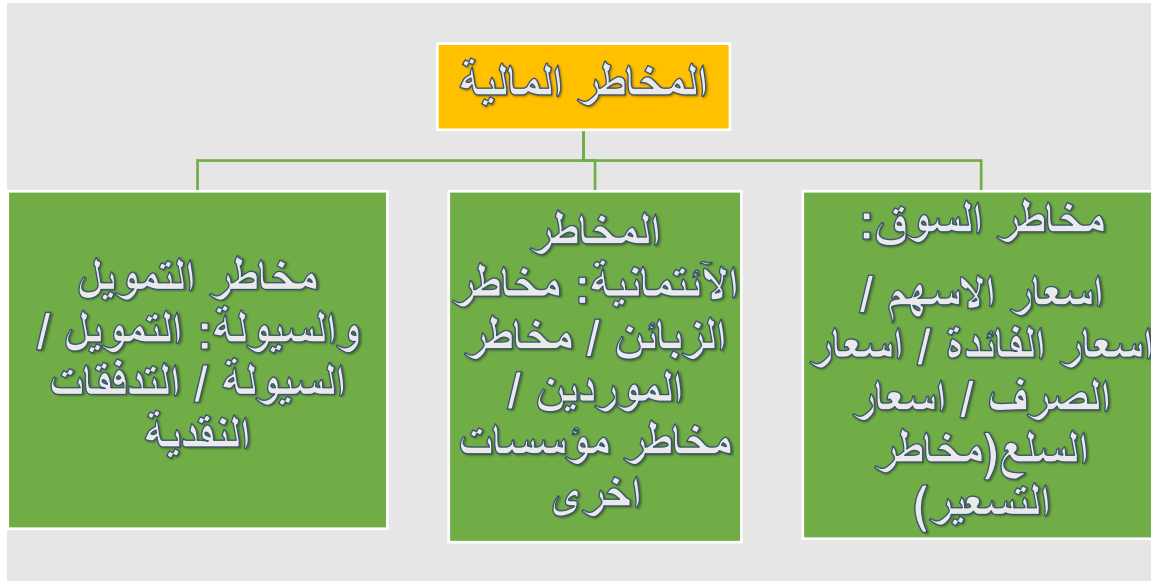 المخاطر المالية
مخاطر السوق:
اسعار الاسهم /
اسعار الفائدة / اسعار
الصرف / اسعار
السلع(مخاطر
التسعير)
المخاطر
الآئتمانية: مخاطر
الزبائن / مخاطر
الموردين /
مخاطر مؤسسات
اخرى
مخاطر التمويل
والسيولة: التمويل /
السيولة / التدفقات
النقدية